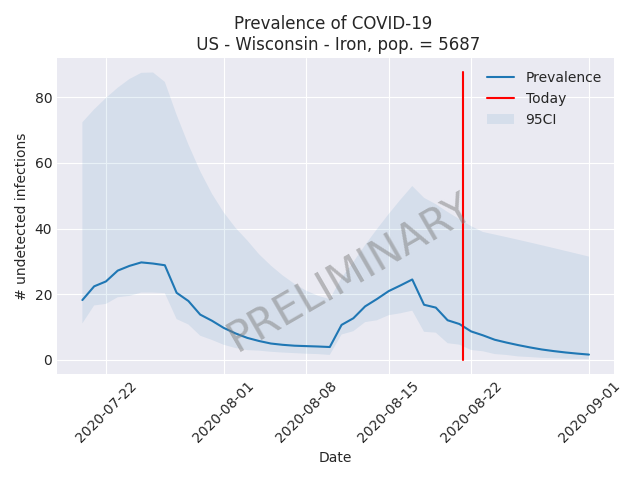 Prevalence of COVID-19
US - Wisconsin - Iron, pop. = 5687
# undetected infections
80
60
40
20
0
Prevalence
Today
95CI
PRELIMINARY
2020-07-22
2020-08-01
2020-08-08
2020-08-15
2020-08-22
2020-09-01
Date